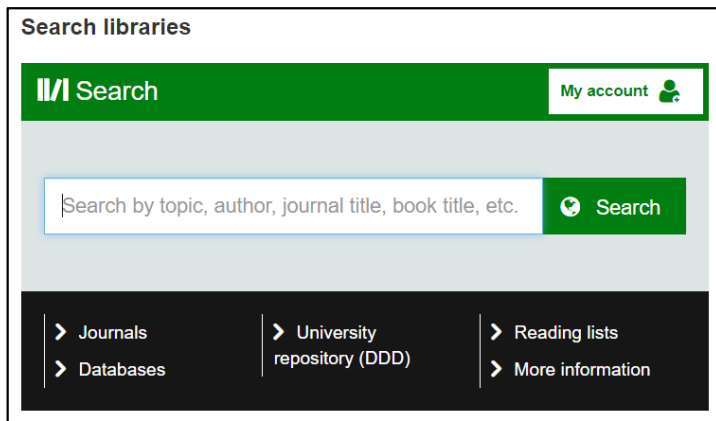 Search libraries
Search
My account
Search by topic, author, journal title, book title, etc.
Search
Journals
Databases
University
repository (DDD)
Reading lists
More information